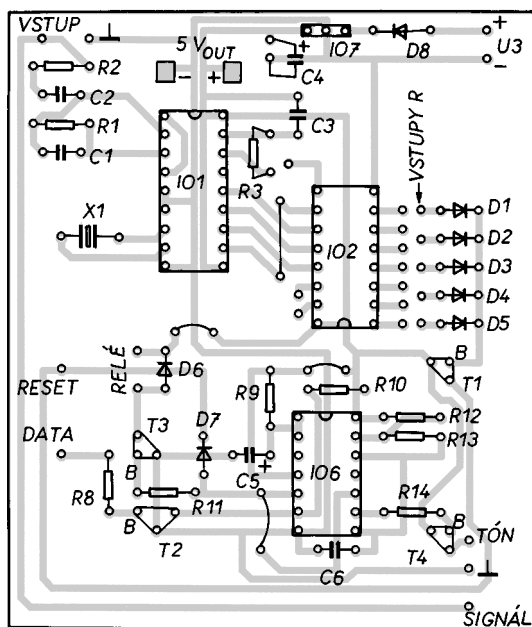 VSTUP
5 VOUT
- +
IO7
D8
+
U3
-
R2
C2
R1
C1
C4
C3
IO1
R3
VSTUPY R
X1
IO2
D1
D2
D3
D4
D5
RELÉ
D6
B
T1
RESET
R9
R10
DATA
T3
D7
R12
R13
B
C5
+
IO6
R8
R11
R14
B
T2
B
T4
TÓN
C6
SIGNÁL